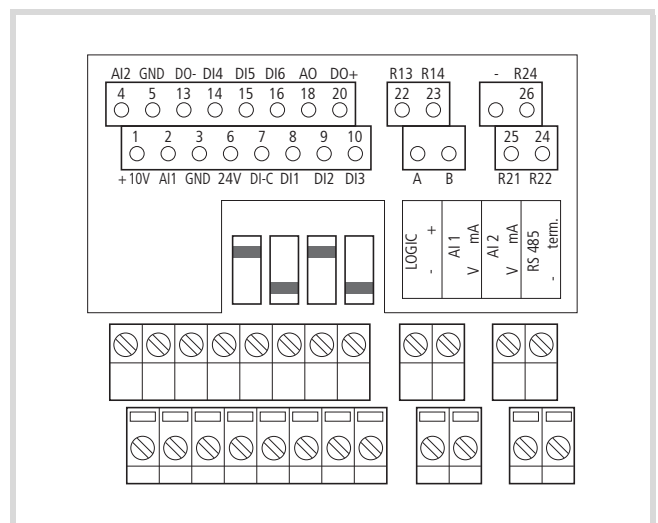 AI2 GND DO- DI4 DI5 DI6 AO DO+ R13 R14 - R24
4 5 13 14 15 16 18 20 22 23 26
1 2 3 6 7 8 9 10 25 24
+10V AI1 GND 24V DI-C DI1 DI2 DI3 A B R21 R22
LOGIC - +
AI 1 V mA
AI 2 V mA
RS 485 - term.